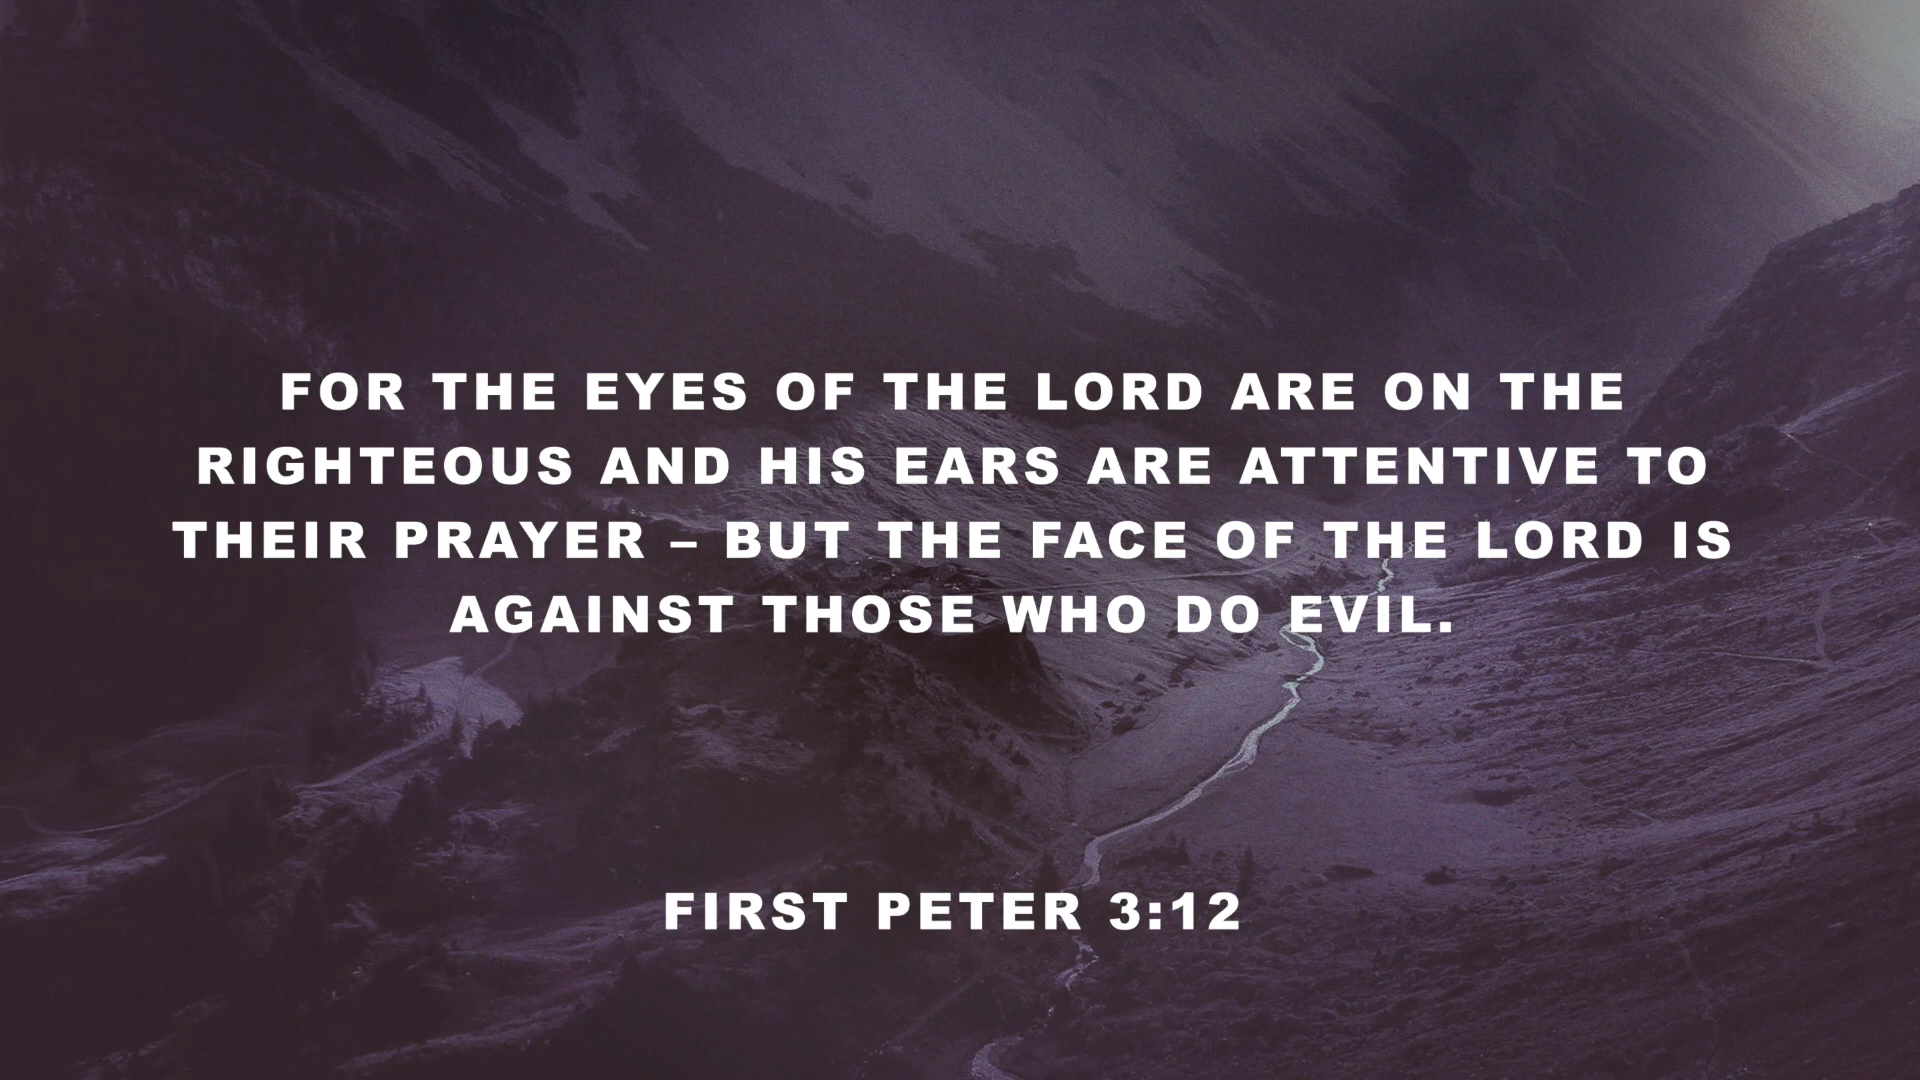 FOR THE EYES OF THE LORD ARE ON THE
RIGHTEOUS AND HIS EARS ARE ATTENTIVE TO
THEIR PRAYER – BUT THE FACE OF THE LORD IS
AGAINST THOSE WHO DO EVIL.
FIRST PETER 3:12